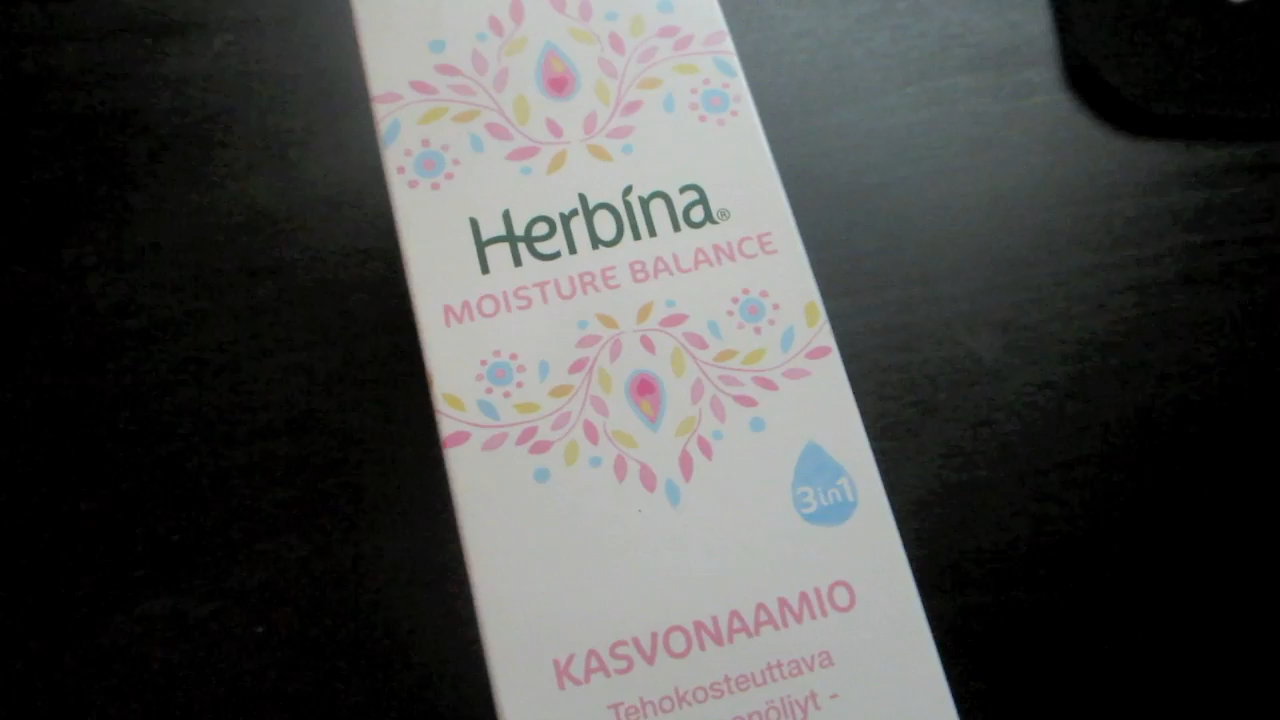 Herbína®
MOISTURE BALANCE
3in1
KASVONAAMIO
Tehokosteuttava